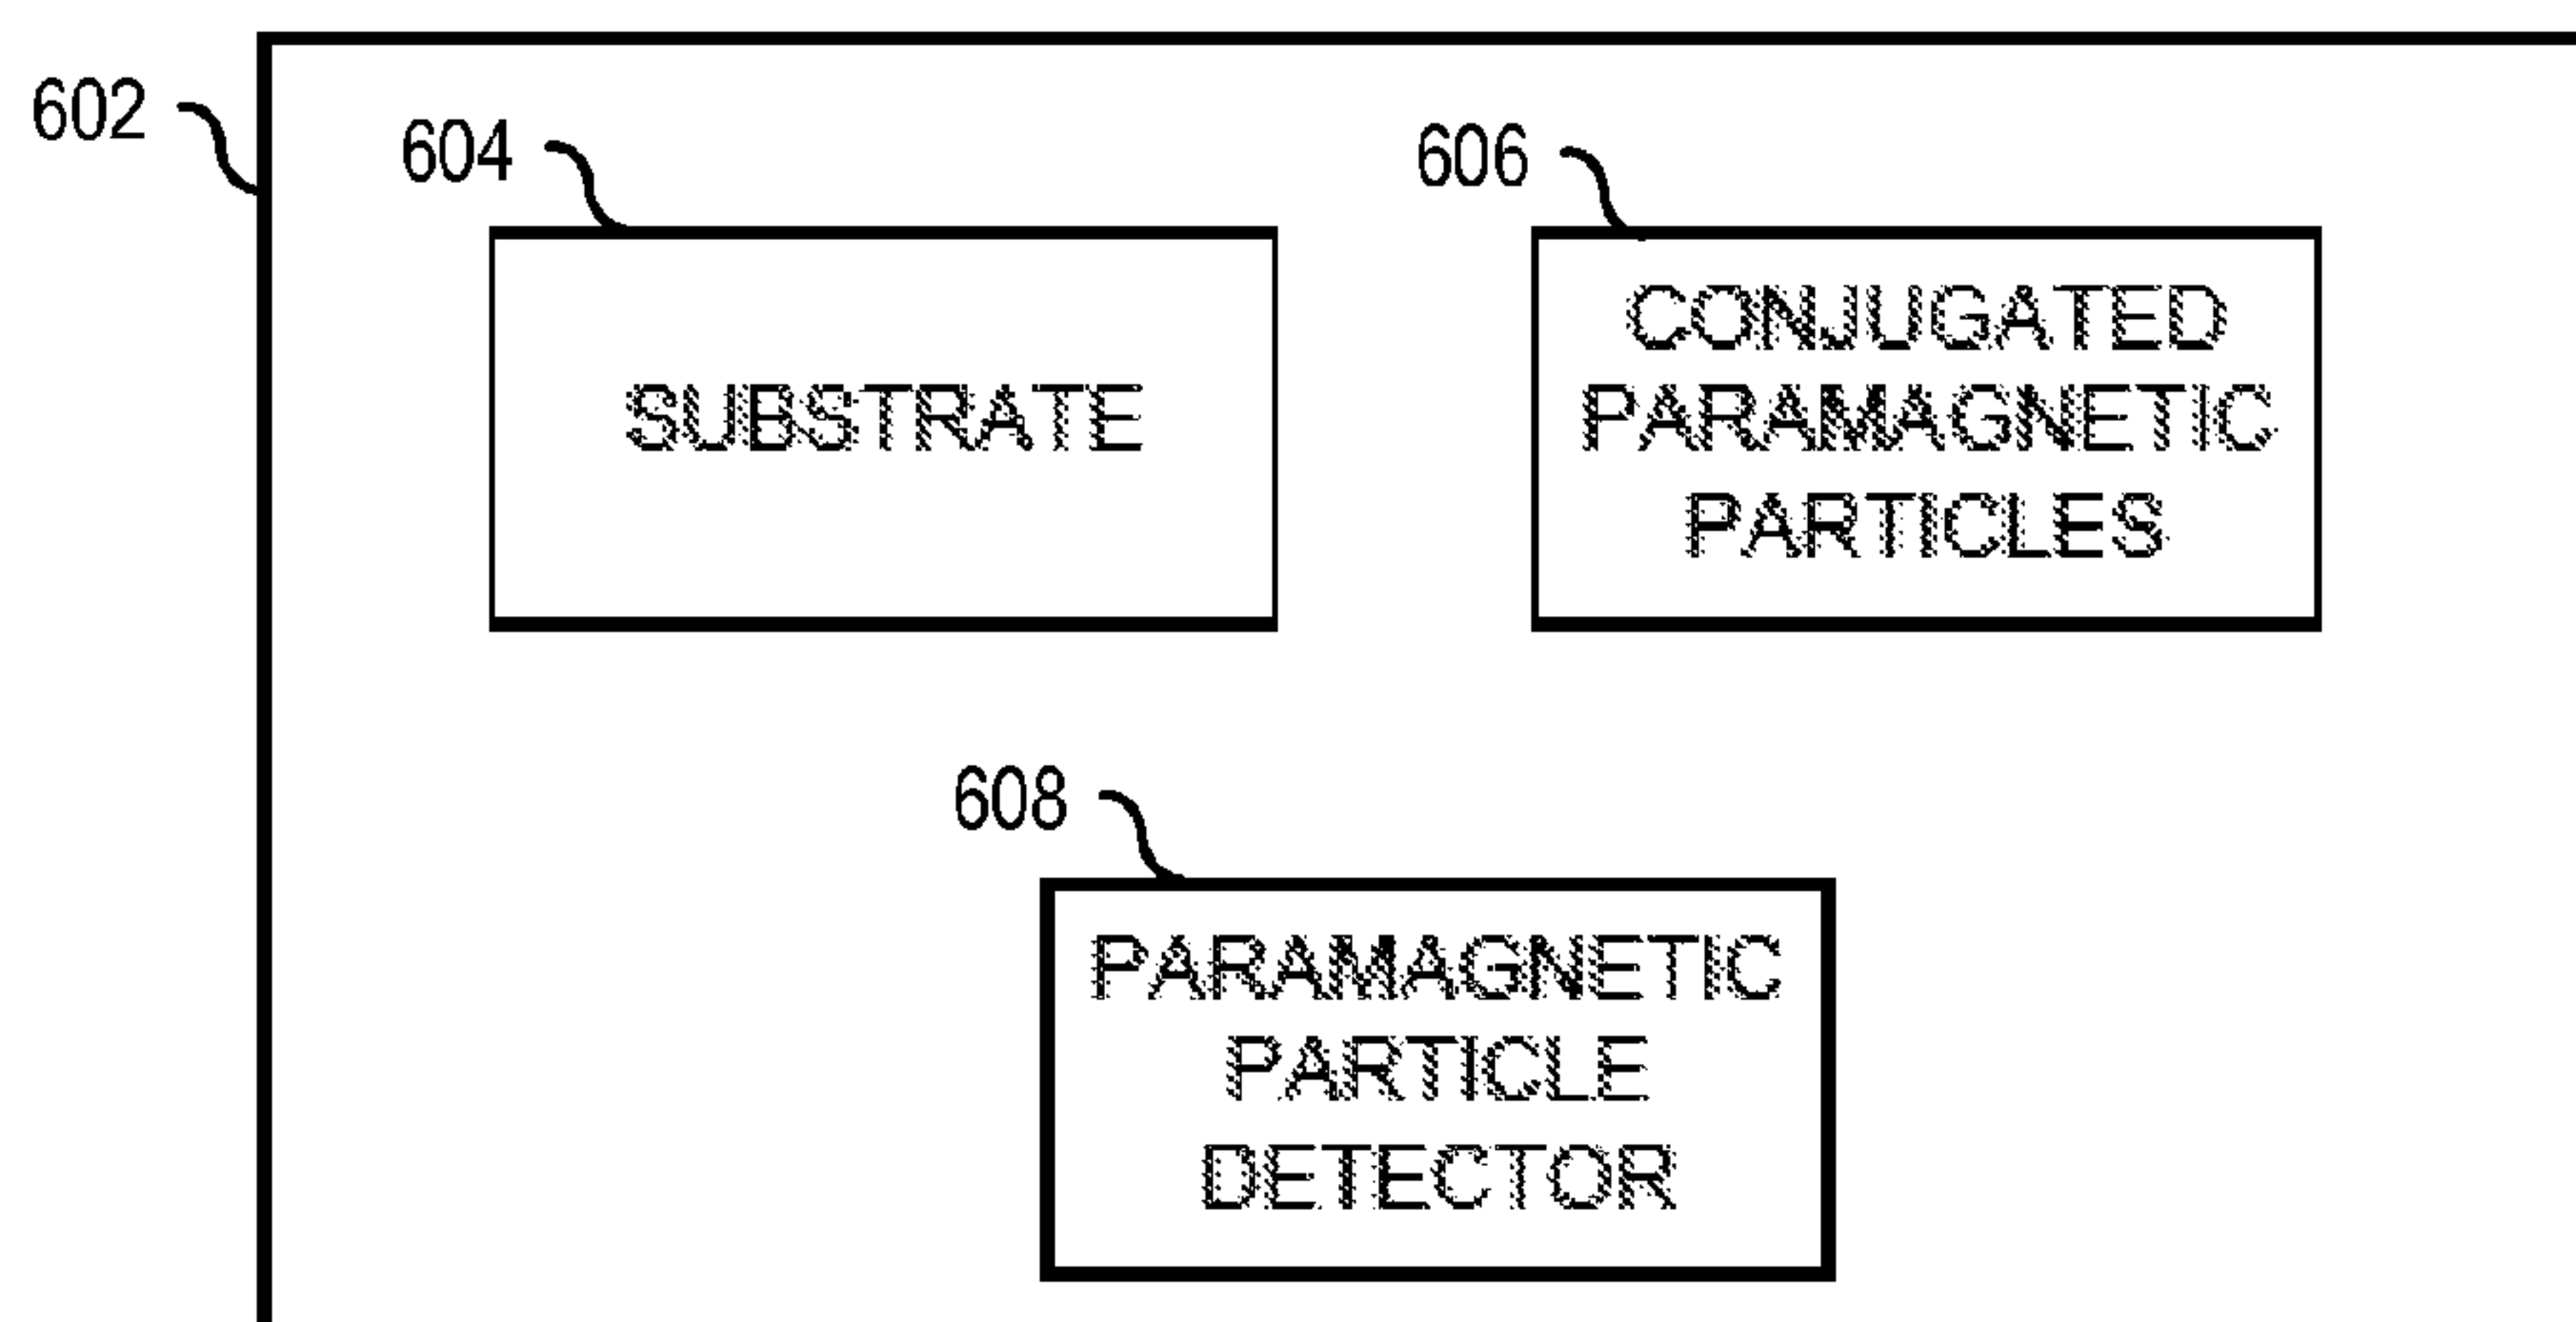 602
604
606
SUBSTRATE
CONJUGATED
PARAMAGNETIC
PARTICLES
608
PARAMAGNETIC
PARTICLE
DETECTOR